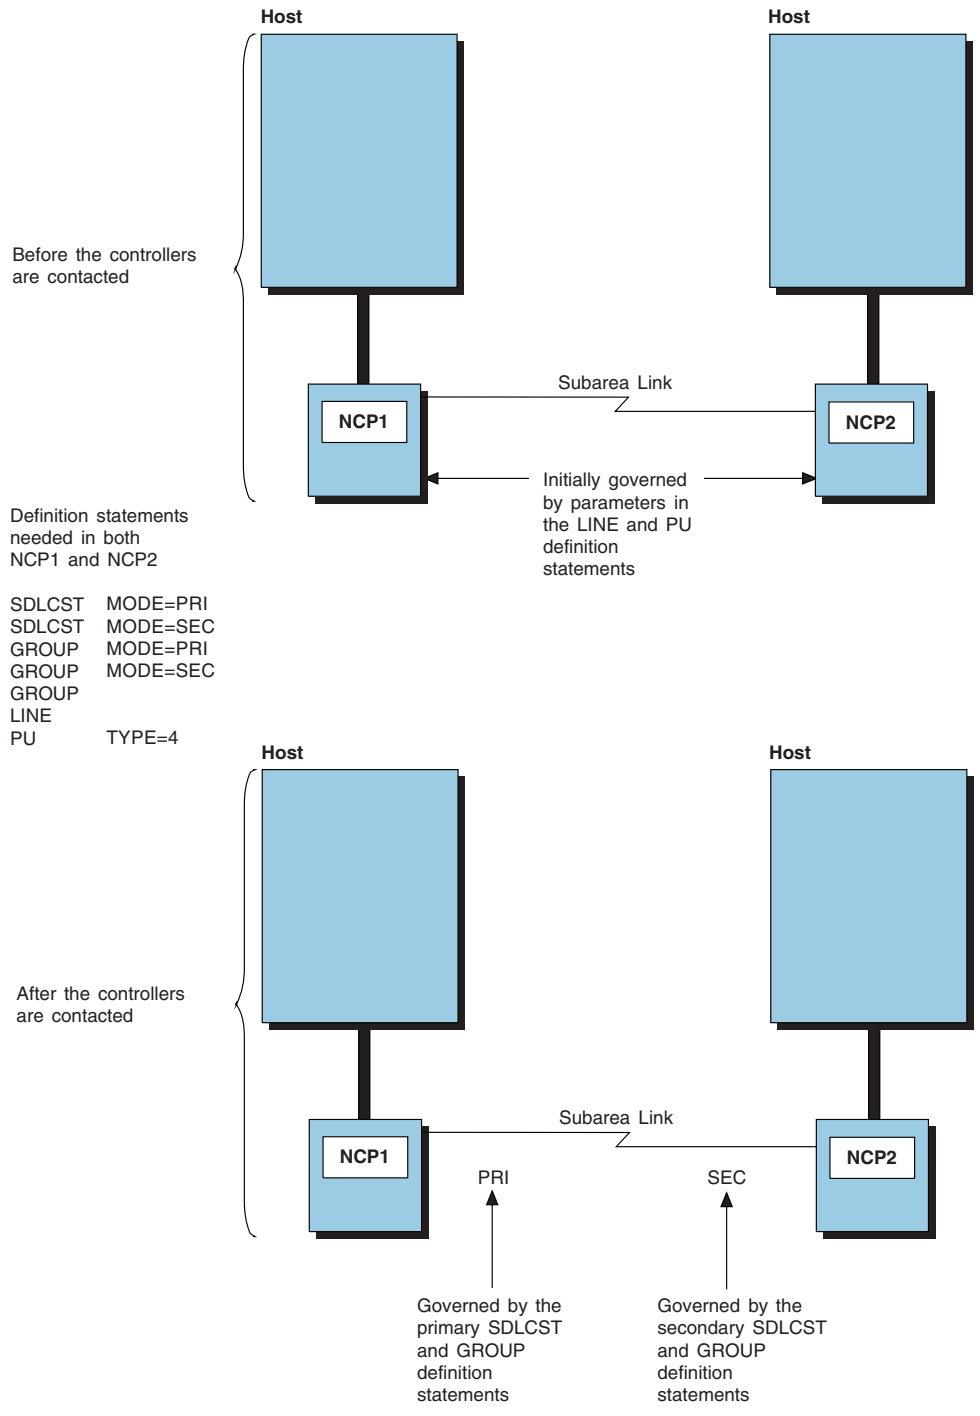 Host
Host
Before the controllers
are contacted
Subarea Link
NCP1
NCP2
Initially governed
by parameters in
the LINE and PU
definition
statements
Definition statements
needed in both
NCP1 and NCP2
SDLCST MODE=PRI
SDLCST MODE=SEC
GROUP MODE=PRI
GROUP MODE=SEC
GROUP
LINE
PU TYPE=4
Host
Host
After the controllers
are contacted
Subarea Link
NCP1
NCP2
PRI
SEC
Governed by the
primary SDLCST
and GROUP
definition
statements
Governed by the
secondary SDLCST
and GROUP
definition
statements